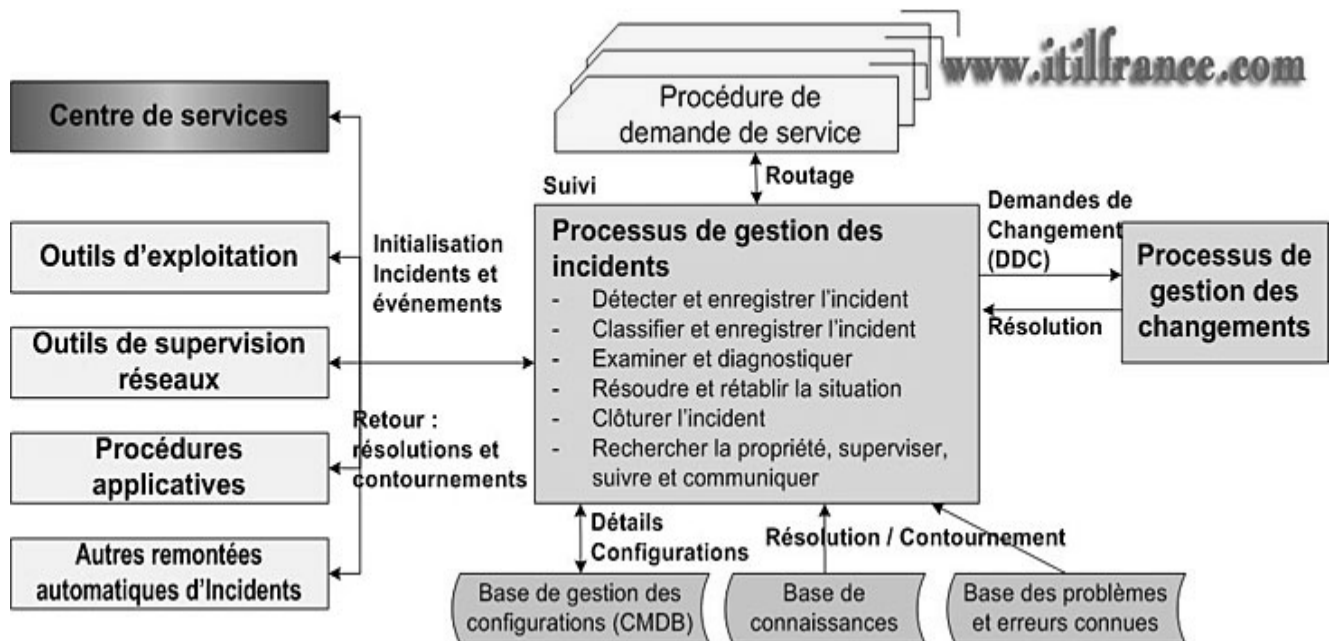 www.itilfrance.com
Centre de services
Procédure de
demande de service
Routage
Suivi
Outils d'exploitation
Initialisation
Incidents et
événements
Outils de supervision
réseaux
Retour :
résolutions et
contournements
Procédures
applicatives
Autres remontées
automatiques d'Incidents
Processus de gestion des
incidents
- Détecter et enregistrer l'incident
- Classifier et enregistrer l'incident
- Examiner et diagnostiquer
- Résoudre et rétablir la situation
- Clôturer l'incident
- Rechercher la propriété, superviser,
suivre et communiquer
Demandes de
Changement
(DDC)
Résolution
Processus de
gestion des
changements
Détails
Configurations
Résolution / Contournement
Base de gestion des
configurations (CMDB)
Base de
connaissances
Base des problèmes
et erreurs connues